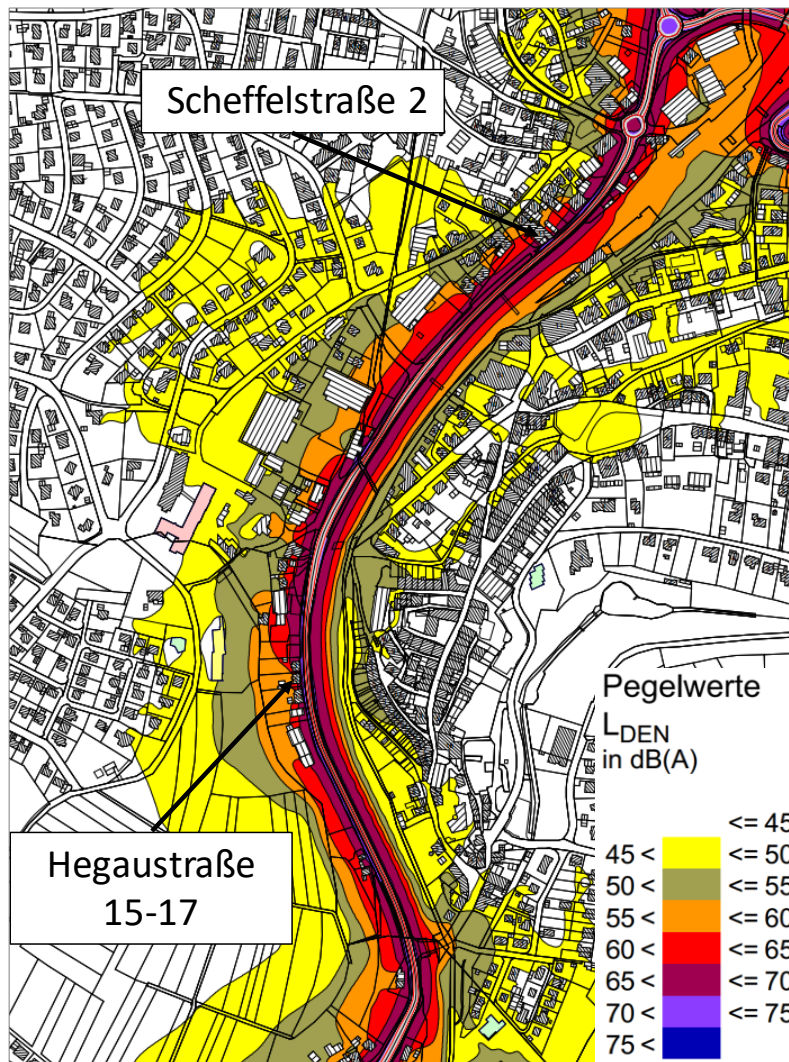 Scheffelstraße 2
Hegaustraße
15-17
Pegelwerte
L_DEN
in dB(A)
<= 45
45 < <= 50
50 < <= 55
55 < <= 60
60 < <= 65
65 < <= 70
70 < <= 75
75 <